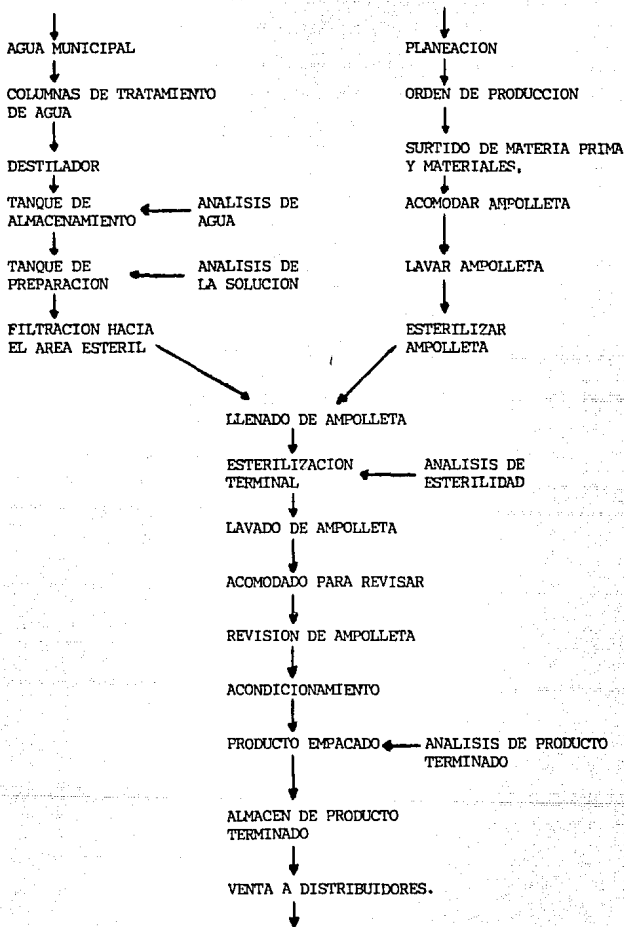 AGUA MUNICIPAL
COLUMNAS DE TRATAMIENTO
DE AGUA
DESTILADOR
TANQUE DE
ALMACENAMIENTO
ANALISIS DE
AGUA
TANQUE DE
PREPARACION
ANALISIS DE
LA SOLUCION
FILTRACION HACIA
EL AREA ESTERIL
PLANEACION
ORDEN DE PRODUCCION
SURTIDO DE MATERIA PRIMA
Y MATERIALES.
ACOMODAR AMPOLLETA
LAVAR AMPOLLETA
ESTERILIZAR
AMPOLLETA
LLENADO DE AMPOLLETA
ESTERILIZACION
TERMINAL
ANALISIS DE
ESTERILIDAD
LAVADO DE AMPOLLETA
ACOMODADO PARA REVISAR
REVISION DE AMPOLLETA
ACONDICIONAMIENTO
PRODUCTO EMPACADO
ANALISIS DE PRODUCTO
TERMINADO
ALMACEN DE PRODUCTO
TERMINADO
VENTA A DISTRIBUIDORES.